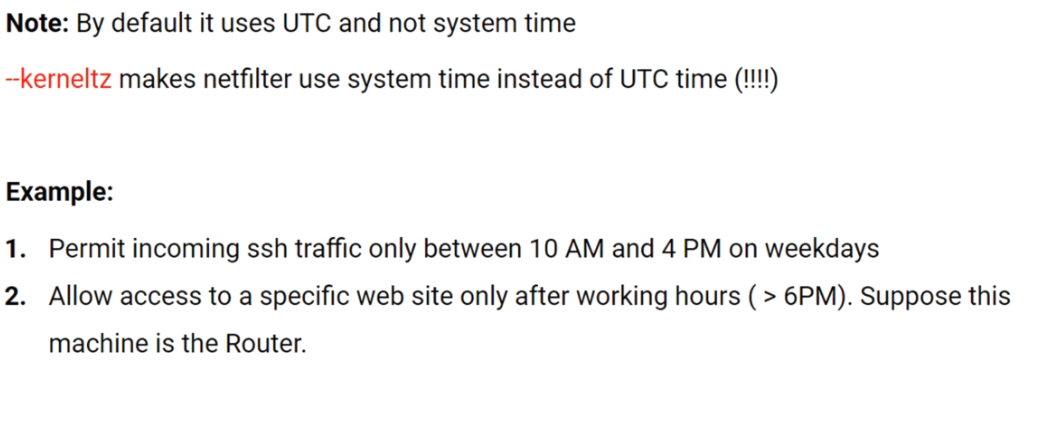 Note: By default it uses UTC and not system time
--kerneltz makes netfilter use system time instead of UTC time (!!!!)
Example:
1. Permit incoming ssh traffic only between 10 AM and 4 PM on weekdays
2. Allow access to a specific web site only after working hours ( > 6PM). Suppose this
machine is the Router.